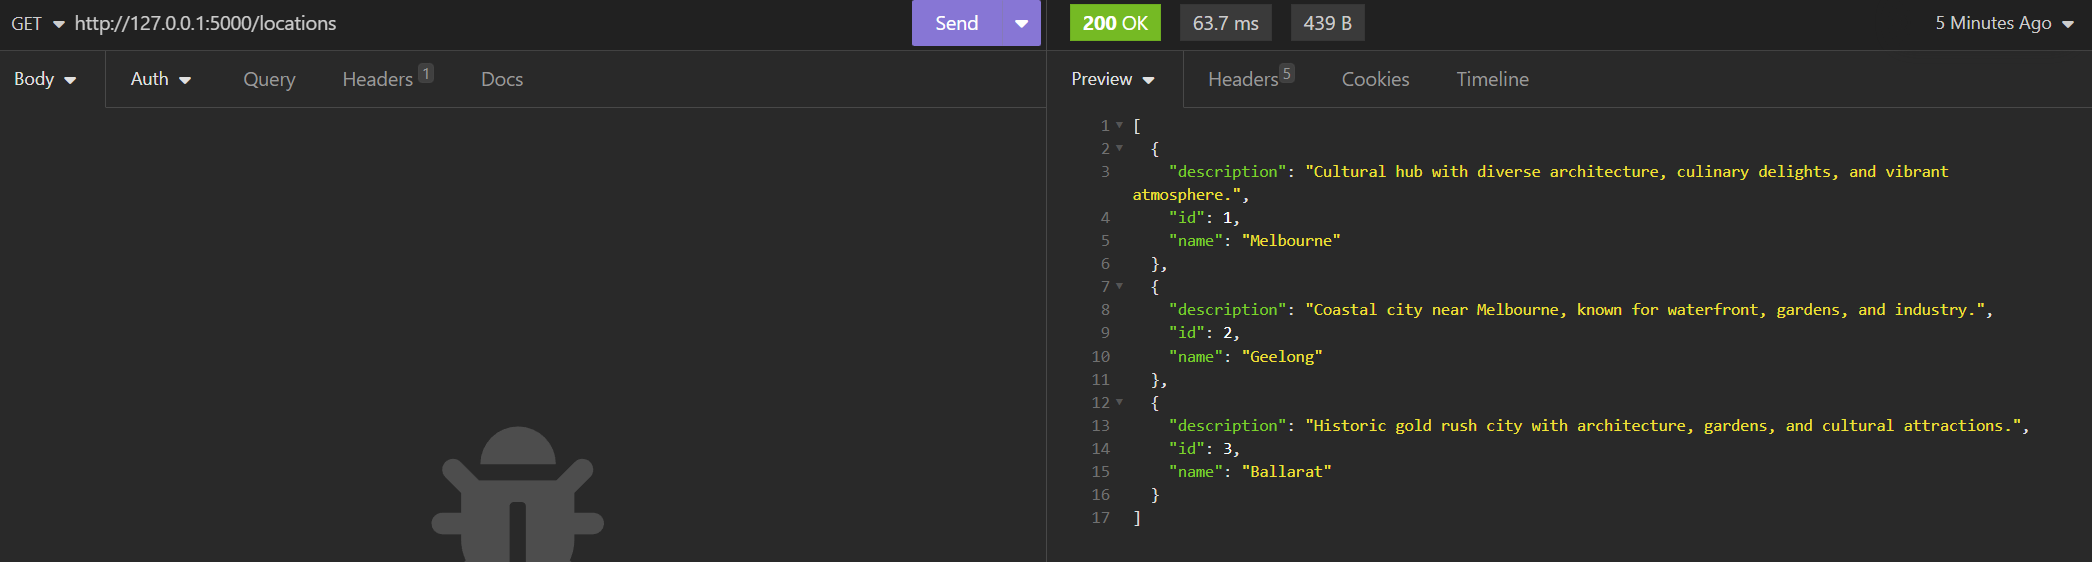 GET http://127.0.0.1:5000/locations Send 200 OK 63.7 ms 439 B 5 Minutes Ago
Body Auth Query Headers 1 Docs Preview Headers 5 Cookies Timeline
1 [
2 {
3 "description": "Cultural hub with diverse architecture, culinary delights, and vibrant
atmosphere.",
4 "id": 1,
5 "name": "Melbourne"
6 },
7 {
8 "description": "Coastal city near Melbourne, known for waterfront, gardens, and industry.",
9 "id": 2,
10 "name": "Geelong"
11 },
12 {
13 "description": "Historic gold rush city with architecture, gardens, and cultural attractions.",
14 "id": 3,
15 "name": "Ballarat"
16 }
17 ]